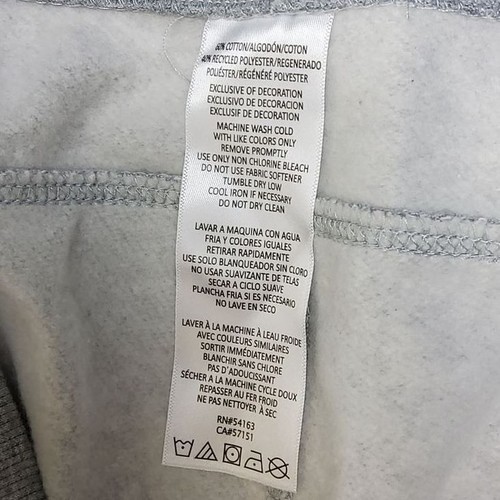 60% COTTON/ALGODÓN/COTON
40% RECYCLED POLYESTER/REGENERADO
POLIÉSTER/RÉGÉNÉRÉ POLYESTER
EXCLUSIVE OF DECORATION
EXCLUSIVO DE DECORACION
EXCLUSIF DE DECORATION
MACHINE WASH COLD
WITH LIKE COLORS ONLY
REMOVE PROMPTLY
USE ONLY NON CHLORINE BLEACH
DO NOT USE FABRIC SOFTENER
TUMBLE DRY LOW
COOL IRON IF NECESSARY
DO NOT DRY CLEAN
LAVAR A MAQUINA CON AGUA
FRIA Y COLORES IGUALES
RETIRAR RAPIDAMENTE
USE SOLO BLANQUEADOR SIN CLORO
NO USAR SUAVIZANTE DE TELAS
SECAR A CICLO SUAVE
PLANCHA FRIA SI ES NECESARIO
NO LAVE EN SECO
LAVER À LA MACHINE À LEAU FROIDE
AVEC COULEURS SIMILAIRES
SORTIR IMMÉDIATEMENT
BLANCHIR SANS CHLORE
PAS D'ADOUCISSANT
SÉCHER A LA MACHINE CYCLE DOUX
REPASSER AU FER FROID
NE PAS NETTOYER À SEC
RN#54163
CA#57151